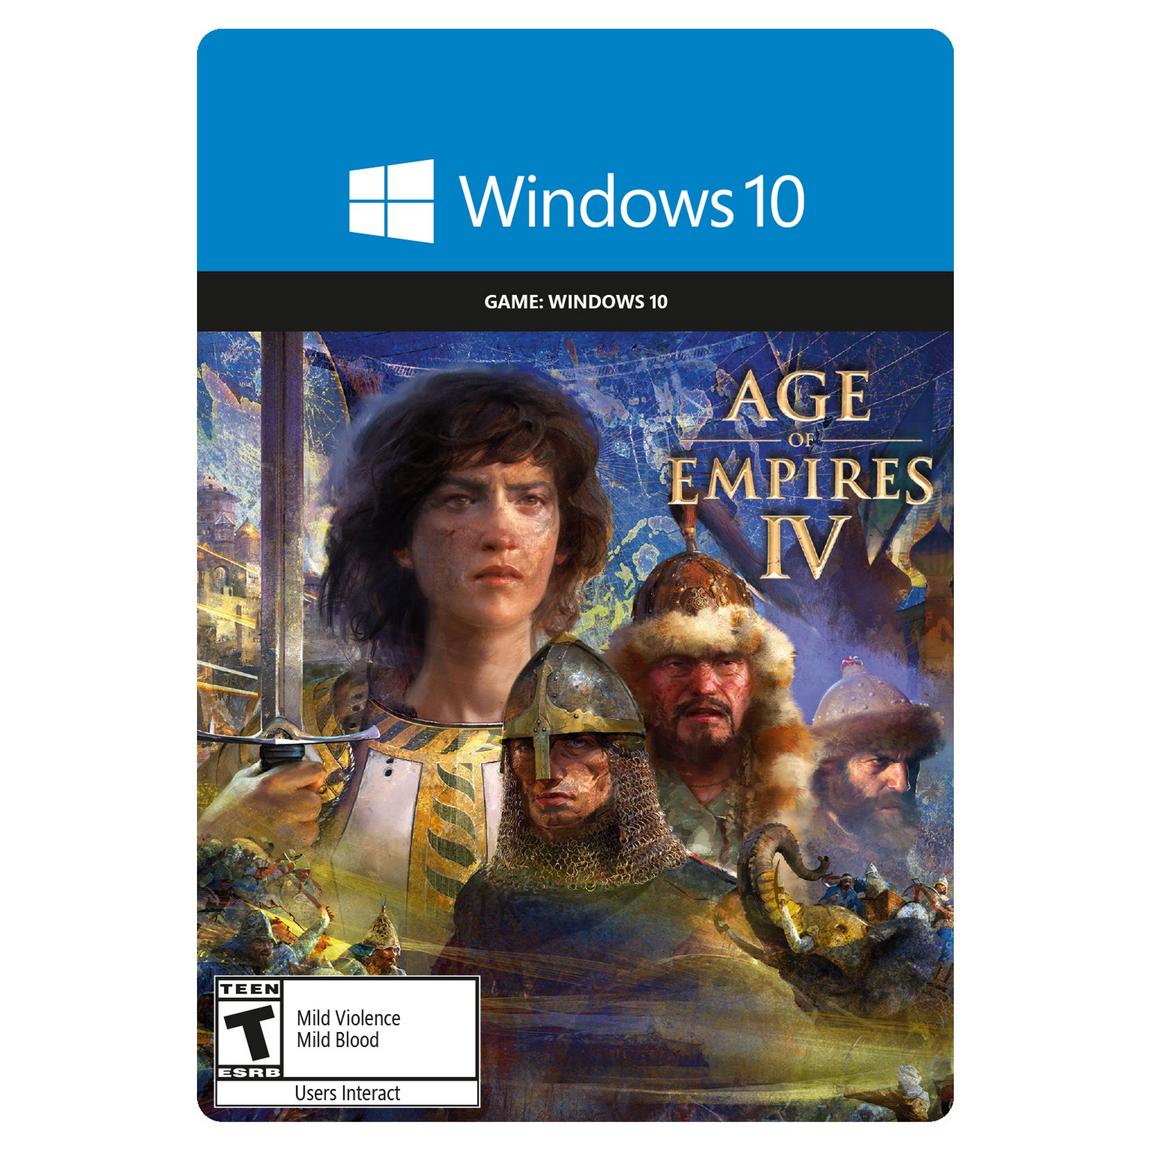 Windows 10
GAME: WINDOWS 10
AGE
OF
EMPIRES
IV
TEEN
T
ESRB
Mild Violence
Mild Blood
Users Interact